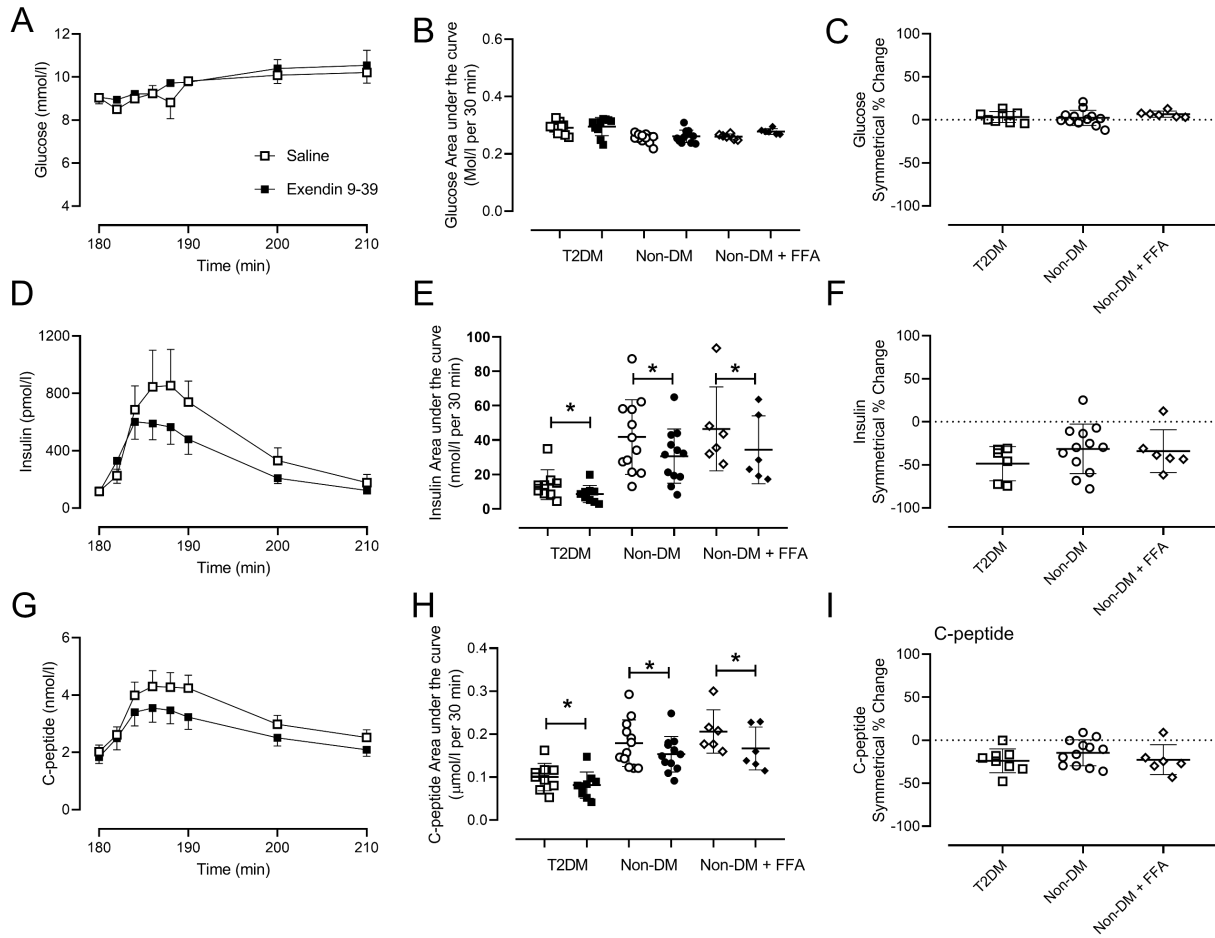 A
Glucose (mmol/l)
12
10
8
6
4
Saline
Exendin 9-39
180
190
200
210
Time (min)
B
Glucose Area under the curve
(Mol/l per 30 min)
0.6
0.4
0.2
0.0
T2DM
Non-DM
Non-DM + FFA
C
Glucose
Symmetrical % Change
100
50
0
-50
-100
T2DM
Non-DM
Non-DM + FFA
D
Insulin (pmol/l)
1200
800
400
0
180
190
200
210
Time (min)
E
Insulin Area under the curve
(nmol/l per 30 min)
100
80
60
40
20
0
*
*
*
T2DM
Non-DM
Non-DM + FFA
F
Insulin
Symmetrical % Change
100
50
0
-50
-100
T2DM
Non-DM
Non-DM + FFA
G
C-peptide (nmol/l)
6
4
2
0
180
190
200
210
Time (min)
H
C-peptide Area under the curve
(μmol/l per 30 min)
0.4
0.3
0.2
0.1
0.0
*
*
*
T2DM
Non-DM
Non-DM + FFA
I
C-peptide
C-peptide
Symmetrical % Change
100
50
0
-50
-100
T2DM
Non-DM
Non-DM + FFA